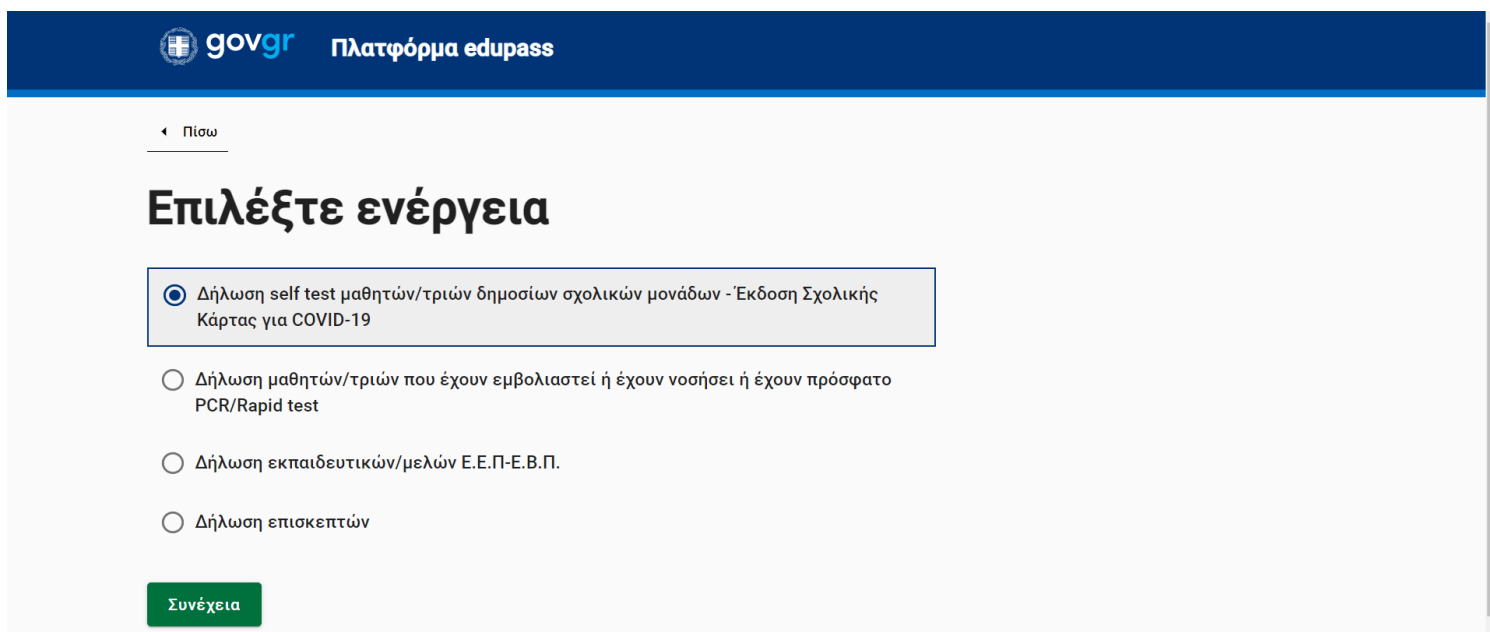 govgr Πλατφόρμα edupass
Πίσω
Επιλέξτε ενέργεια
Δήλωση self test μαθητών/τριών δημοσίων σχολικών μονάδων - Έκδοση Σχολικής
Κάρτας για COVID-19
Δήλωση μαθητών/τριών που έχουν εμβολιαστεί ή έχουν νοσήσει ή έχουν πρόσφατο
PCR/Rapid test
Δήλωση εκπαιδευτικών/μελών Ε.Ε.Π-Ε.Β.Π.
Δήλωση επισκεπτών
Συνέχεια